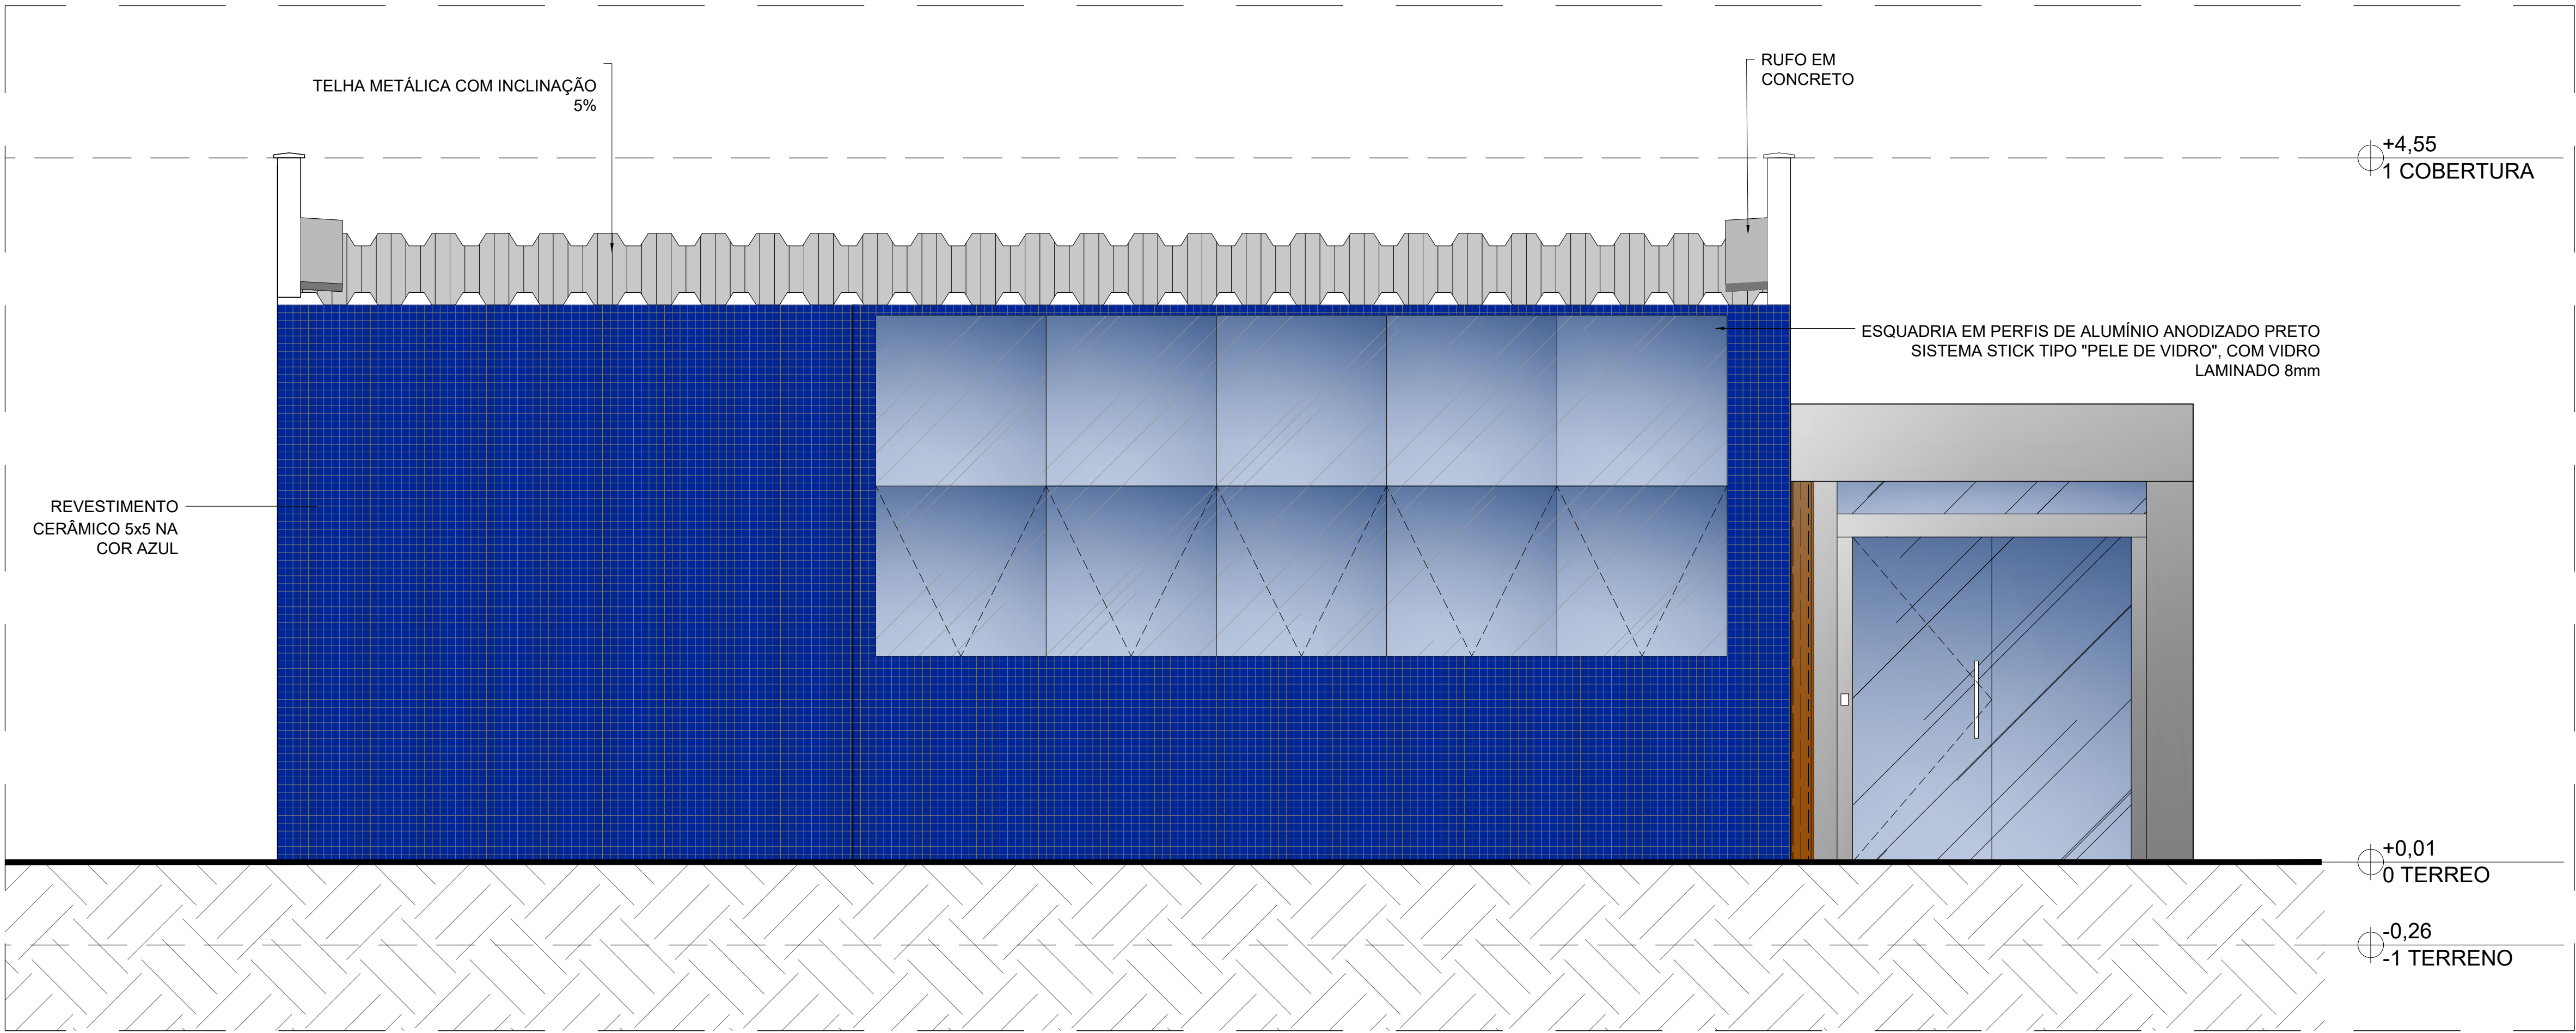 RUFO EM
CONCRETO
TELHA METÁLICA COM INCLINAÇÃO
5%
+4,55
1 COBERTURA
ESQUADRIA EM PERFIS DE ALUMÍNIO ANODIZADO PRETO
SISTEMA STICK TIPO "PELE DE VIDRO", COM VIDRO
LAMINADO 8mm
REVESTIMENTO
CERÂMICO 5x5 NA
COR AZUL
+0,01
0 TERREO
-0,26
-1 TERRENO